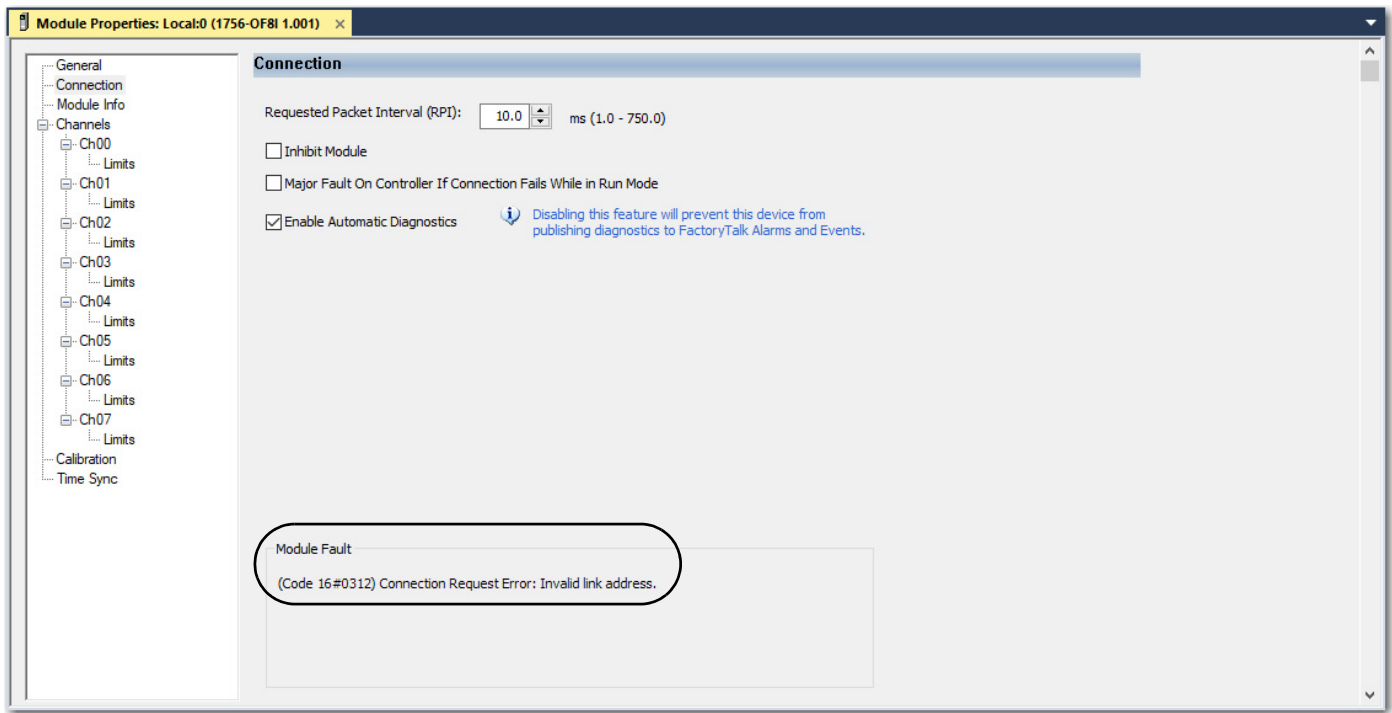 Module Properties: Local:0 (1756-OF8I 1.001) ×
General
Connection
Module Info
Channels
Ch00
Limits
Ch01
Limits
Ch02
Limits
Ch03
Limits
Ch04
Limits
Ch05
Limits
Ch06
Limits
Ch07
Limits
Calibration
Time Sync
Connection
Requested Packet Interval (RPI): 10.0 ms (1.0 - 750.0)
Inhibit Module
Major Fault On Controller If Connection Fails While in Run Mode
Enable Automatic Diagnostics
Disabling this feature will prevent this device from
publishing diagnostics to FactoryTalk Alarms and Events.
Module Fault
(Code 16#0312) Connection Request Error: Invalid link address.